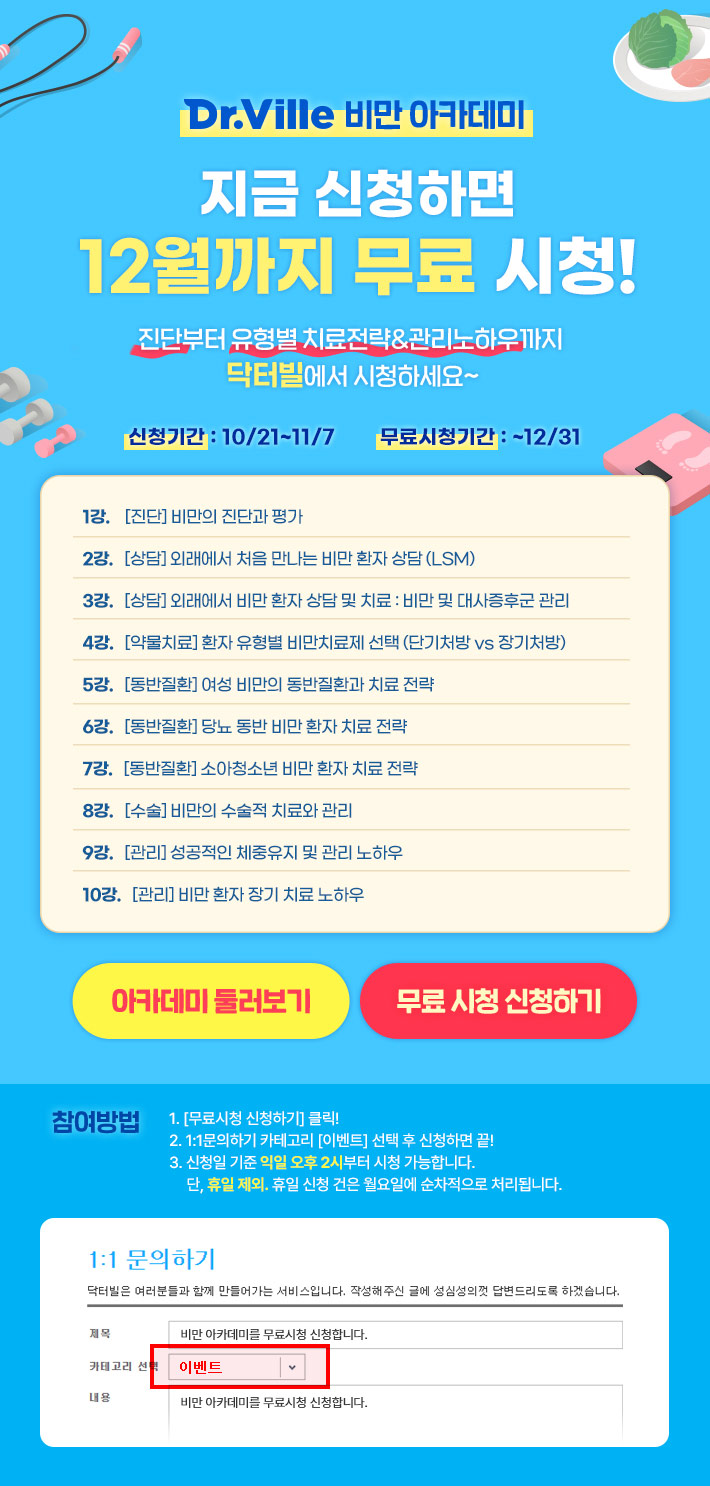 Dr.Ville 비만 아카데미
지금 신청하면
12월까지 무료 시청!
진단부터 유형별 치료전략&관리노하우까지
닥터빌에서 시청하세요~
신청기간 : 10/21~11/7 무료시청기간 : ~12/31
1강. [진단] 비만의 진단과 평가
2강. [상담] 외래에서 처음 만나는 비만 환자 상담 (LSM)
3강. [상담] 외래에서 비만 환자 상담 및 치료 : 비만 및 대사증후군 관리
4강. [약물치료] 환자 유형별 비만치료제 선택 (단기처방 vs 장기처방)
5강. [동반질환] 여성 비만의 동반질환과 치료 전략
6강. [동반질환] 당뇨 동반 비만 환자 치료 전략
7강. [동반질환] 소아청소년 비만 환자 치료 전략
8강. [수술] 비만의 수술적 치료와 관리
9강. [관리] 성공적인 체중유지 및 관리 노하우
10강. [관리] 비만 환자 장기 치료 노하우
아카데미 둘러보기 무료 시청 신청하기
참여방법
1. [무료시청 신청하기] 클릭!
2. 1:1문의하기 카테고리 [이벤트] 선택 후 신청하면 끝!
3. 신청일 기준 익일 오후 2시부터 시청 가능합니다.
단, 휴일 제외. 휴일 신청 건은 월요일에 순차적으로 처리됩니다.
1:1 문의하기
닥터빌은 여러분들과 함께 만들어가는 서비스입니다. 작성해주신 글에 성심성의껏 답변드리도록 하겠습니다.
제목 비만 아카데미를 무료시청 신청합니다.
카테고리 선택 이벤트
내용 비만 아카데미를 무료시청 신청합니다.